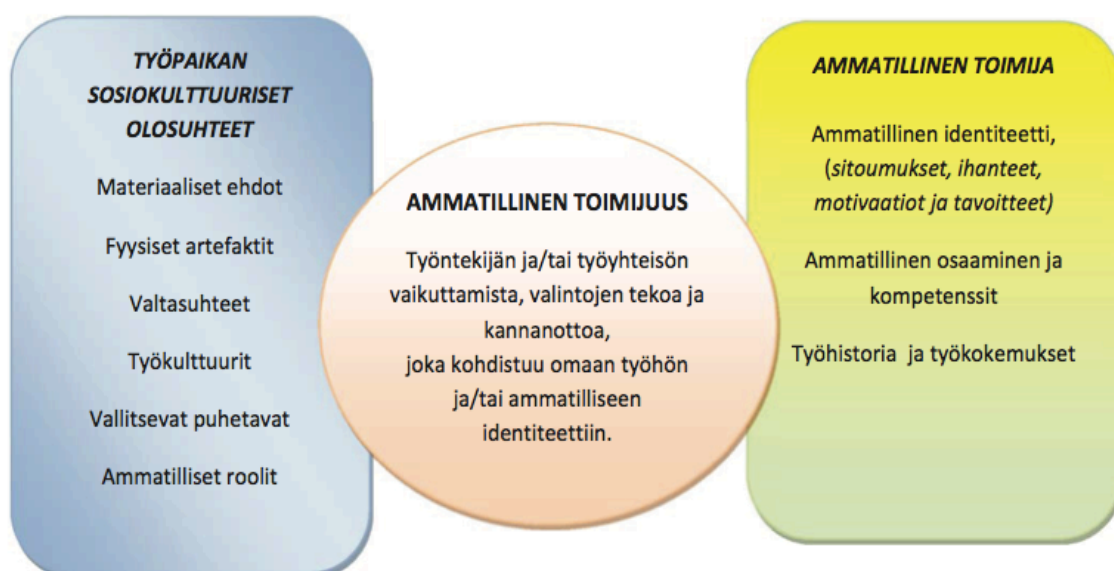 TYÖPAIKAN
SOSIOKULTTUURISET
OLOSUHTEET
Materiaaliset ehdot
Fyysiset artefaktit
Valtasuhteet
Työkulttuurit
Vallitsevat puhetavat
Ammatilliset roolit
AMMATILLINEN TOIMIJUUS
Työntekijän ja/tai työyhteisön
vaikuttamista, valintojen tekoa ja
kannanottoa,
joka kohdistuu omaan työhön
ja/tai ammatilliseen
identiteettiin.
AMMATILLINEN TOIMIJA
Ammatillinen identiteetti,
(sitoumukset, ihanteet,
motivaatiot ja tavoitteet)
Ammatillinen osaaminen ja
kompetenssit
Työhistoria ja työkokemukset